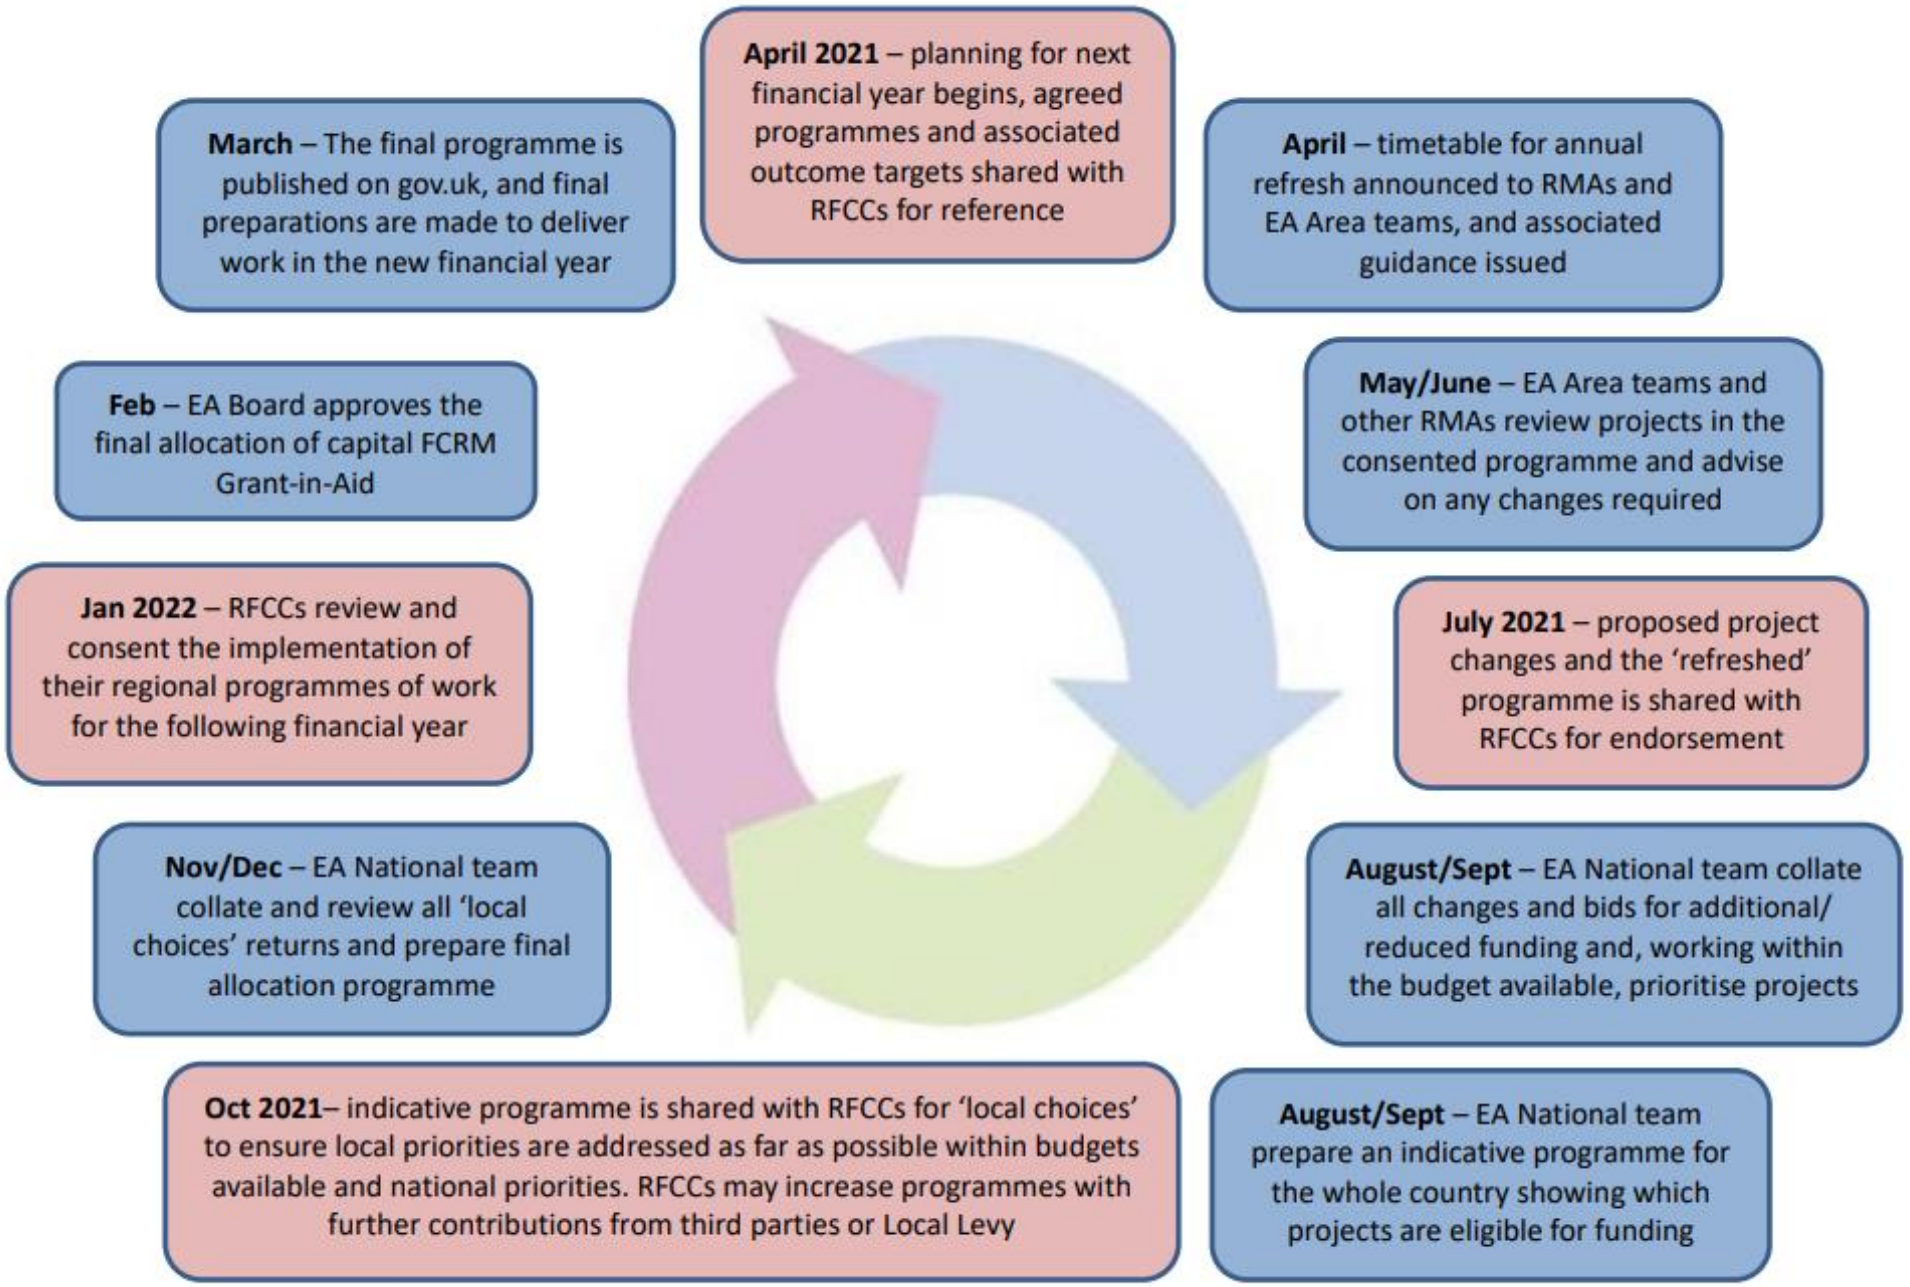 April 2021 – planning for next
financial year begins, agreed
programmes and associated
outcome targets shared with
RFCCs for reference
April – timetable for annual
refresh announced to RMAs and
EA Area teams, and associated
guidance issued
May/June – EA Area teams and
other RMAs review projects in the
consented programme and advise
on any changes required
July 2021 – proposed project
changes and the ‘refreshed’
programme is shared with
RFCCs for endorsement
August/Sept – EA National team collate
all changes and bids for additional/
reduced funding and, working within
the budget available, prioritise projects
August/Sept – EA National team
prepare an indicative programme for
the whole country showing which
projects are eligible for funding
Oct 2021– indicative programme is shared with RFCCs for ‘local choices’
to ensure local priorities are addressed as far as possible within budgets
available and national priorities. RFCCs may increase programmes with
further contributions from third parties or Local Levy
Nov/Dec – EA National team
collate and review all ‘local
choices’ returns and prepare final
allocation programme
Jan 2022 – RFCCs review and
consent the implementation of
their regional programmes of work
for the following financial year
Feb – EA Board approves the
final allocation of capital FCRM
Grant-in-Aid
March – The final programme is
published on gov.uk, and final
preparations are made to deliver
work in the new financial year